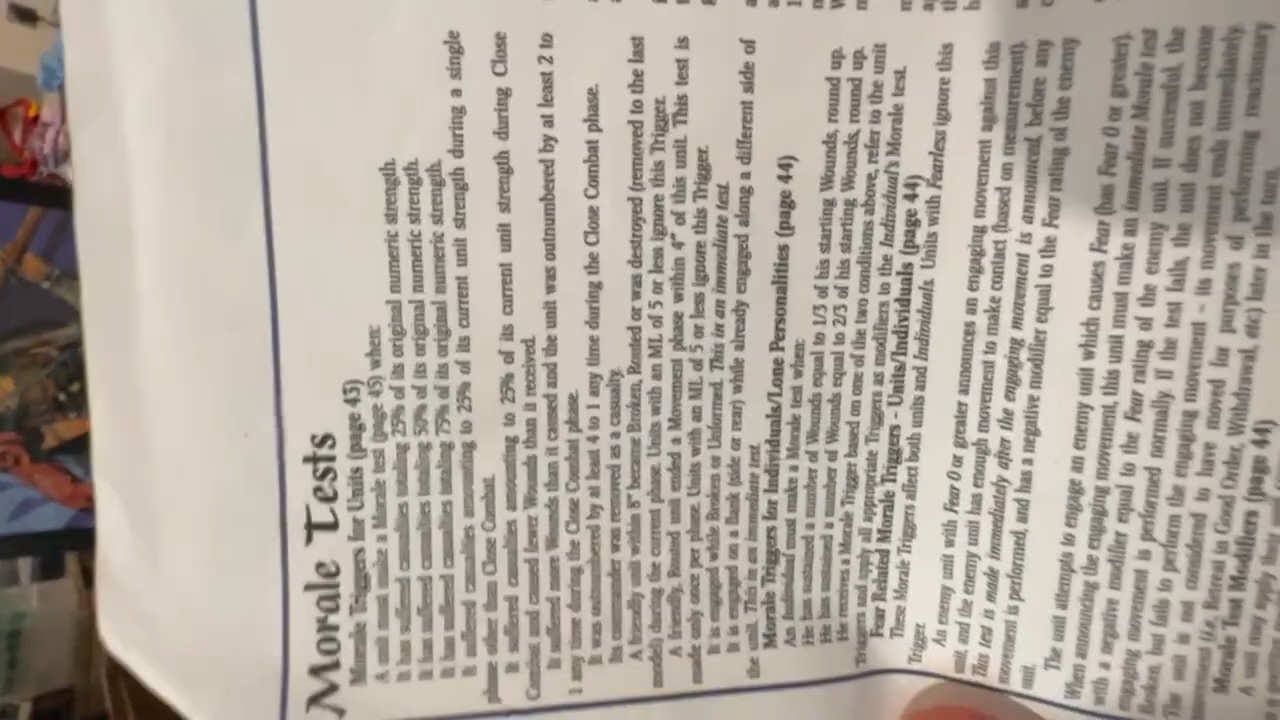 Morale Tests
Morale Triggers for Units (page 43)
A unit must make a Morale test (page 45) when:
It has suffered casualties totaling 25% of its original numeric strength.
It has suffered casualties totaling 50% of its original numeric strength.
It has suffered casualties totaling 75% of its original numeric strength.
It suffered casualties amounting to 25% of its current unit strength during a single
phase other than Close Combat.
It suffered casualties amounting to 25% of its current unit strength during Close
Combat and caused fewer Wounds than it received.
It suffered more Wounds than it caused and the unit was outnumbered by at least 2 to
1 any time during the Close Combat phase.
It was outnumbered by at least 4 to 1 any time during the Close Combat phase.
Its commander was removed as a casualty.
A friendly unit within 8" became Broken, Routed or was destroyed (removed to the last
model) during the current phase. Units with an ML of 5 or less ignore this Trigger.
A friendly, Routed unit ended a Movement phase within 4" of this unit. This test is
made only once per phase. Units with an ML of 5 or less ignore this Trigger.
It is engaged while Broken or Unformed. This in an immediate test.
It is engaged on a flank (side or rear) while already engaged along a different side of
the unit. This in an immediate test.
Morale Triggers for Individuals/Lone Personalities (page 44)
An Individual must make a Morale test when:
He has sustained a number of Wounds equal to 1/3 of his starting Wounds, round up.
He has sustained a number of Wounds equal to 2/3 of his starting Wounds, round up.
He receives a Morale Trigger based on one of the two conditions above, refer to the unit
Triggers and apply all appropriate Triggers as modifiers to the Individual's Morale test.
Fear Related Morale Triggers - Units/Individuals (page 44)
These Morale Triggers affect both units and Individuals. Units with Fearless ignore this
Trigger.
An enemy unit with Fear 0 or greater announces an engaging movement against this
unit, and the enemy unit has enough movement to make contact (based on measurement).
This test is made immediately after the engaging movement is announced, before any
movement is performed, and has a negative modifier equal to the Fear rating of the enemy
unit.
The unit attempts to engage an enemy unit which causes Fear (has Fear 0 or greater).
When announcing the engaging movement, this unit must make an immediate Morale test
with a negative modifier equal to the Fear rating of the enemy unit. If successful, the
engaging movement is performed normally. If the test fails, the unit does not become
Broken, but fails to perform the engaging movement - its movement ends immediately.
The unit is not considered to have moved for purposes of performing reactionary
movement (i.e. Retreat in Good Order, Withdrawal, etc) later in the turn.
Morale Test Modifiers (page 44)
A unit may apply